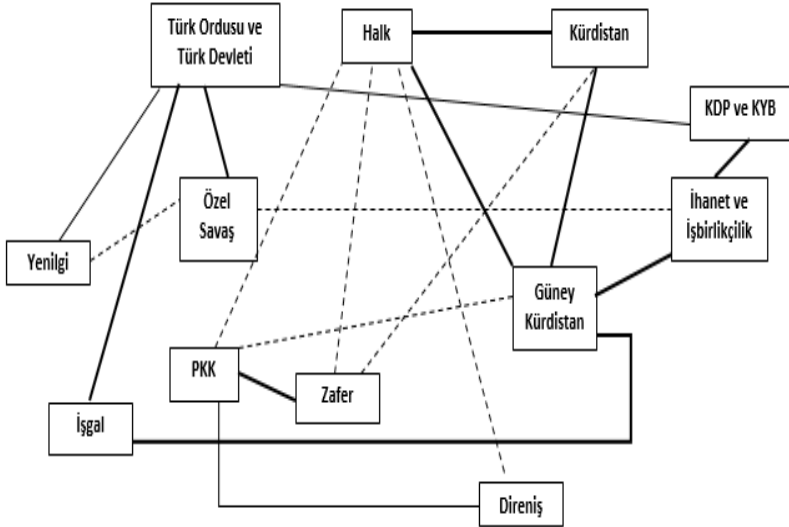 Türk Ordusu ve
Türk Devleti
Halk
Kürdistan
KDP ve KYB
Özel
Savaş
İhanet ve
İşbirlikçilik
Yenilgi
Güney
Kürdistan
PKK
Zafer
İşgal
Direniş